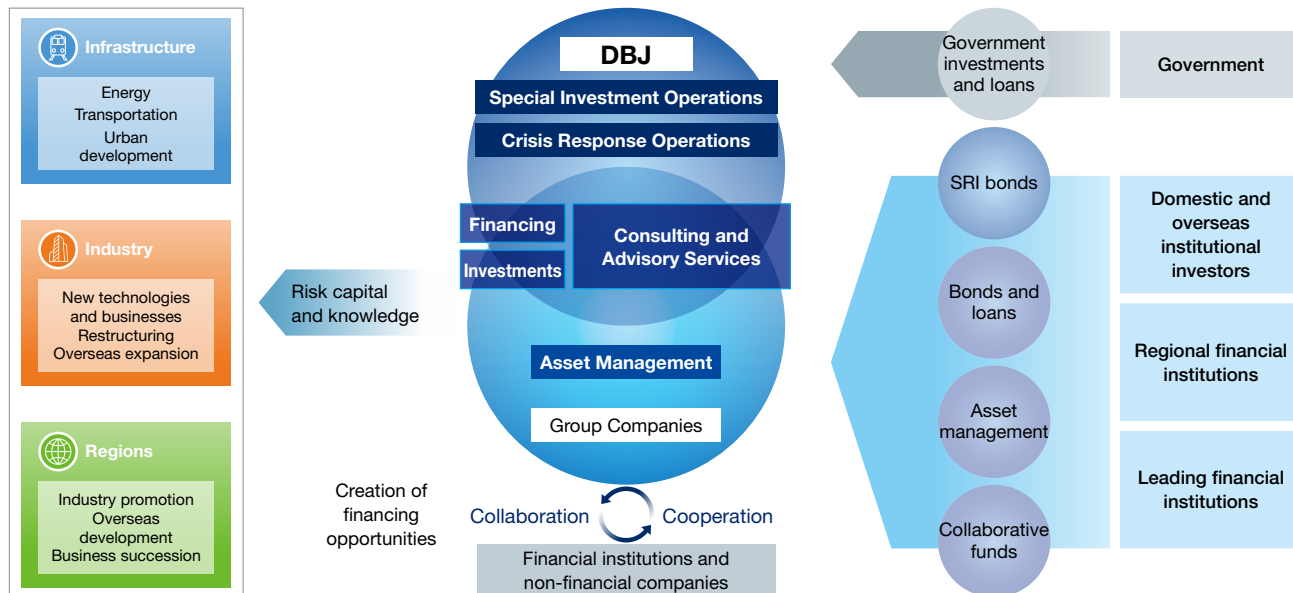 Infrastructure
Energy
Transportation
Urban
development
Industry
New technologies
and businesses
Restructuring
Overseas expansion
Regions
Industry promotion
Overseas
development
Business succession
Risk capital
and knowledge
Creation of
financing
opportunities
DBJ
Special Investment Operations
Crisis Response Operations
Financing
Investments
Consulting and
Advisory Services
Asset Management
Group Companies
Collaboration
Cooperation
Financial institutions and
non-financial companies
Government
investments
and loans
SRI bonds
Bonds and
loans
Asset
management
Collaborative
funds
Government
Domestic and
overseas
institutional
investors
Regional financial
institutions
Leading financial
institutions